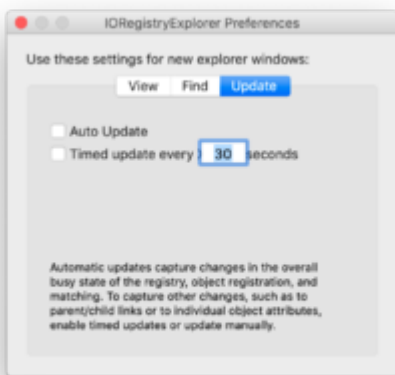 IORegistryExplorer Preferences
Use these settings for new explorer windows:
View Find Update
Auto Update
Timed update every 30 seconds
Automatic updates capture changes in the overall
busy state of the registry, object registration, and
matching. To capture other changes, such as to
parent/child links or to individual object attributes,
enable timed updates or update manually.